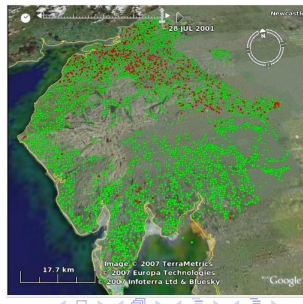 Newcastle
28 JUL 2001
N
Image © 2007 TerraMetrics
© 2007 Europa Technologies
© 2007 Infoterra Ltd & Bluesky
17.7 km
Google